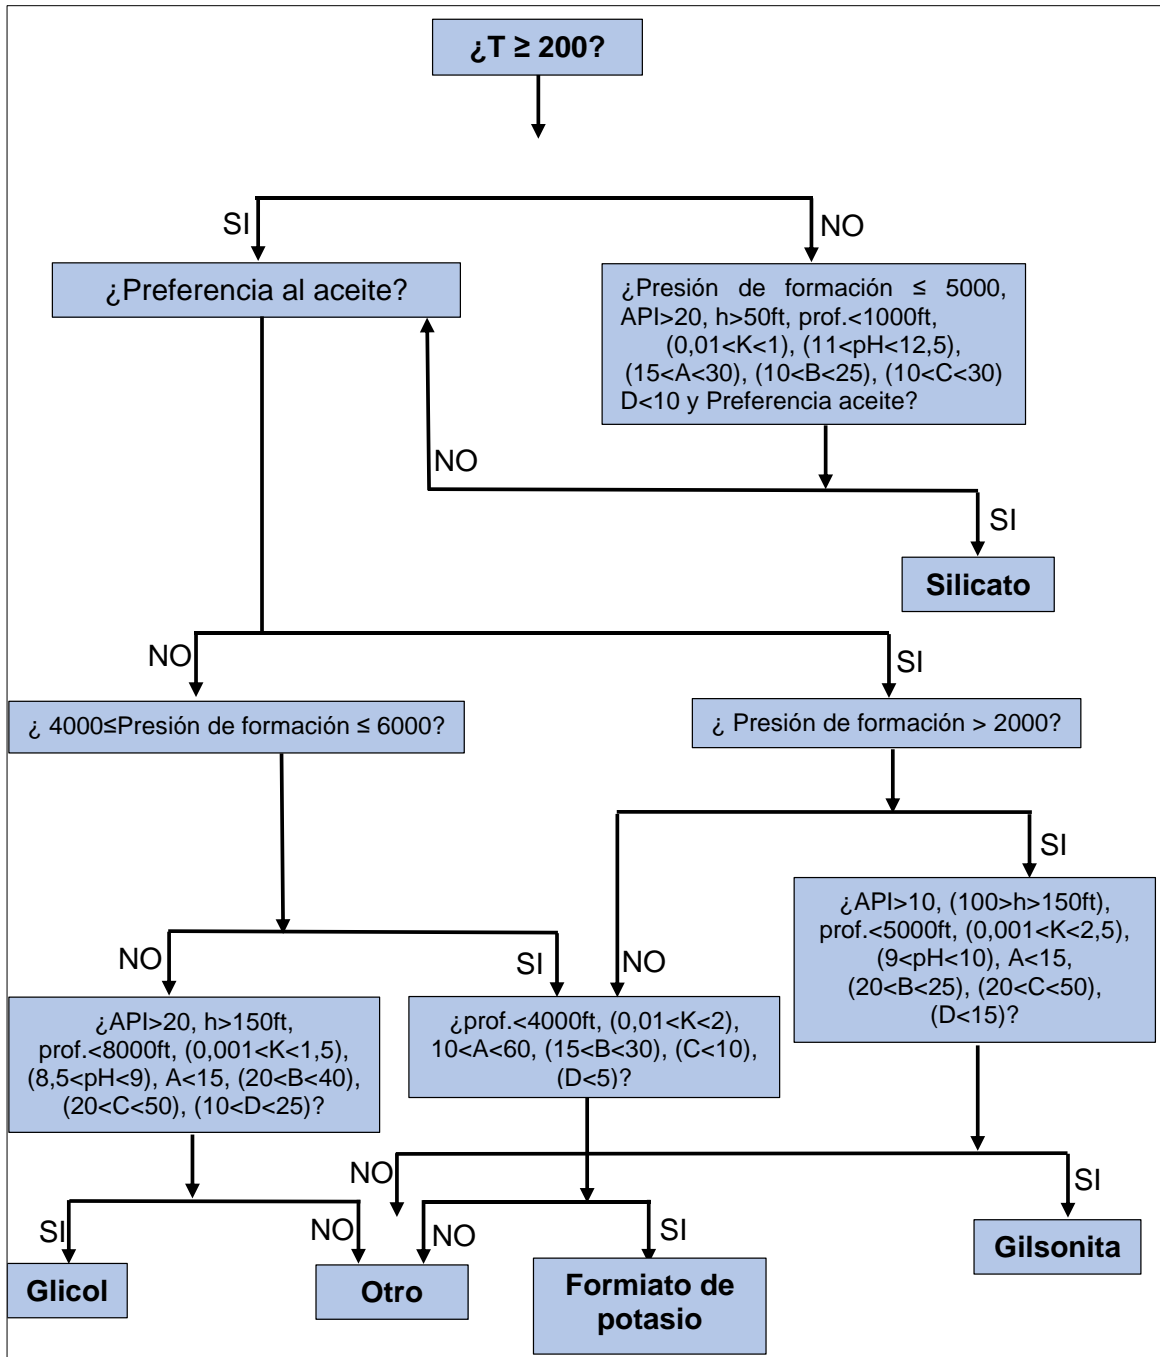 ¿T ≥ 200?
SI
NO
¿Preferencia al aceite?
¿Presión de formación ≤ 5000,
API>20, h>50ft, prof.<1000ft,
(0,01<K<1), (11<pH<12,5),
(15<A<30), (10<B<25), (10<C<30)
D<10 y Preferencia aceite?
NO
SI
Silicato
NO
SI
¿ 4000≤Presión de formación ≤ 6000?
¿ Presión de formación > 2000?
SI
NO
SI
NO
¿API>10, (100>h>150ft),
prof.<5000ft, (0,001<K<2,5),
(9<pH<10), A<15,
(20<B<25), (20<C<50),
(D<15)?
¿API>20, h>150ft,
prof.<8000ft, (0,001<K<1,5),
(8,5<pH<9), A<15, (20<B<40),
(20<C<50), (10<D<25)?
¿prof.<4000ft, (0,01<K<2),
10<A<60, (15<B<30), (C<10),
(D<5)?
NO
SI
SI
NO
NO
SI
Glicol
Otro
Formiato de
potasio
Gilsonita